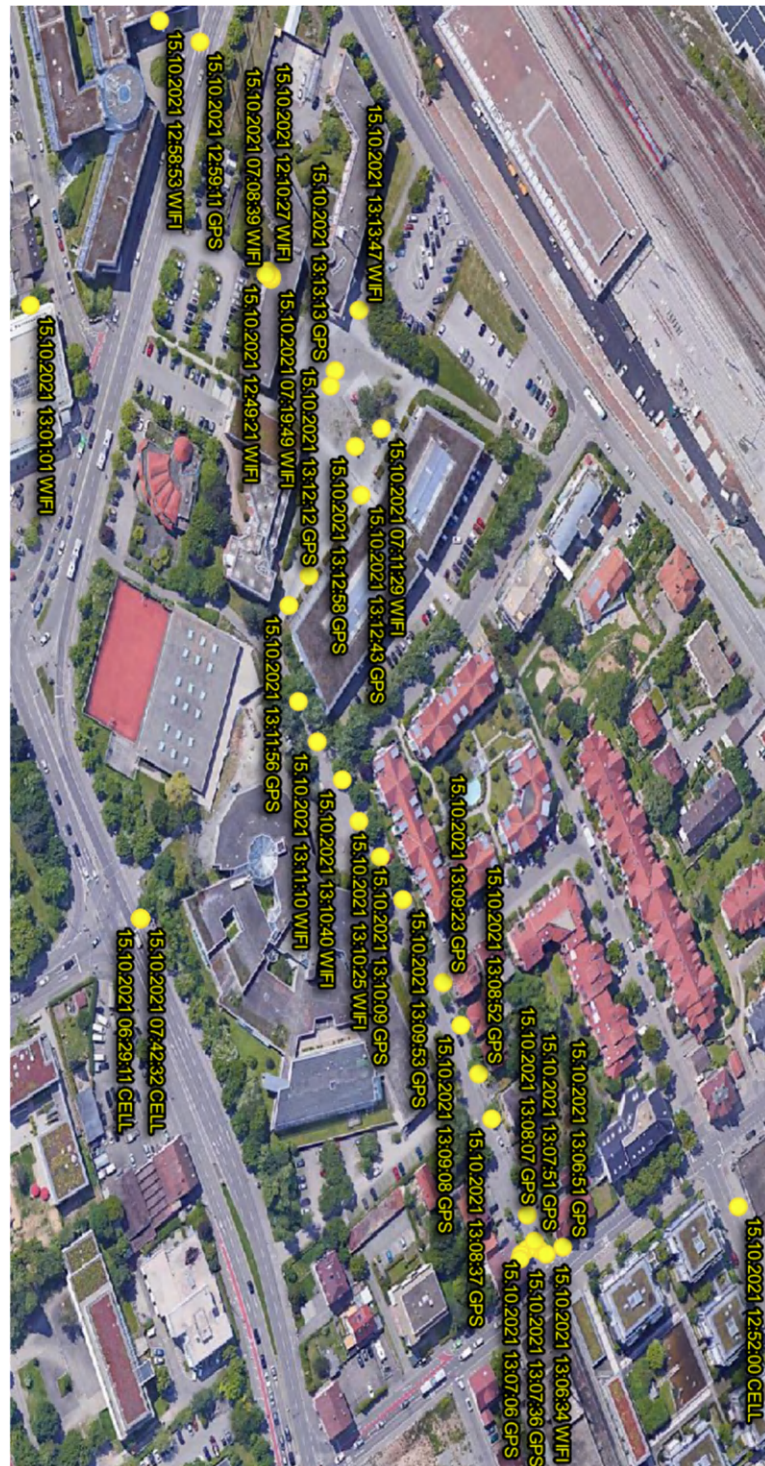 15.10.2021 12:58:53 WIFI
15.10.2021 12:59:11 GPS
15.10.2021 07:08:39 WIFI
15.10.2021 12:10:27 WIFI
15.10.2021 13:13:13 GPS
15.10.2021 13:13:47 WIFI
15.10.2021 13:01:01 WIFI
15.10.2021 12:49:21 WIFI
15.10.2021 07:19:49 WIFI
15.10.2021 13:12:12 GPS
15.10.2021 13:12:58 GPS
15.10.2021 13:12:43 GPS
15.10.2021 07:11:29 WIFI
15.10.2021 13:11:56 GPS
15.10.2021 13:11:10 WIFI
15.10.2021 13:10:40 WIFI
15.10.2021 13:10:25 WIFI
15.10.2021 13:10:09 GPS
15.10.2021 13:09:53 GPS
15.10.2021 13:09:23 GPS
15.10.2021 13:08:52 GPS
15.10.2021 13:09:08 GPS
15.10.2021 13:08:37 GPS
15.10.2021 13:08:07 GPS
15.10.2021 13:07:51 GPS
15.10.2021 13:06:51 GPS
15.10.2021 13:07:06 GPS
15.10.2021 13:07:36 GPS
15.10.2021 13:06:34 WIFI
15.10.2021 12:52:00 CELL
15.10.2021 06:29:11 CELL
15.10.2021 07:42:32 CELL